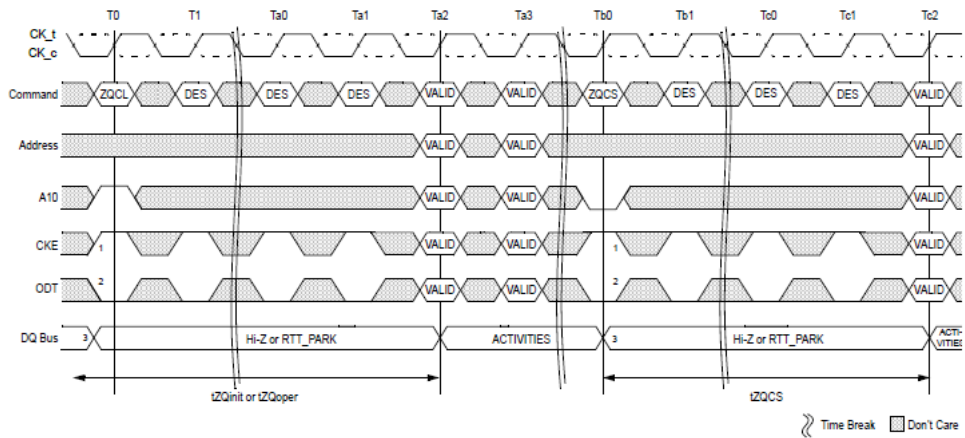 T0 T1 Ta0 Ta1 Ta2 Ta3 Tb0 Tb1 Tc0 Tc1 Tc2
CK_t
CK_c
Command ZQCL DES DES DES VALID VALID ZQCS DES DES DES VALID
Address VALID VALID VALID
A10 VALID VALID VALID
CKE 1 VALID VALID 1 VALID
ODT 2 VALID VALID 2 VALID
DQ Bus 3 Hi-Z or RTT_PARK ACTIVITIES 3 Hi-Z or RTT_PARK ACTI-
VITIED
tZQinit or tZQoper tZQCS
Time Break Don't Care